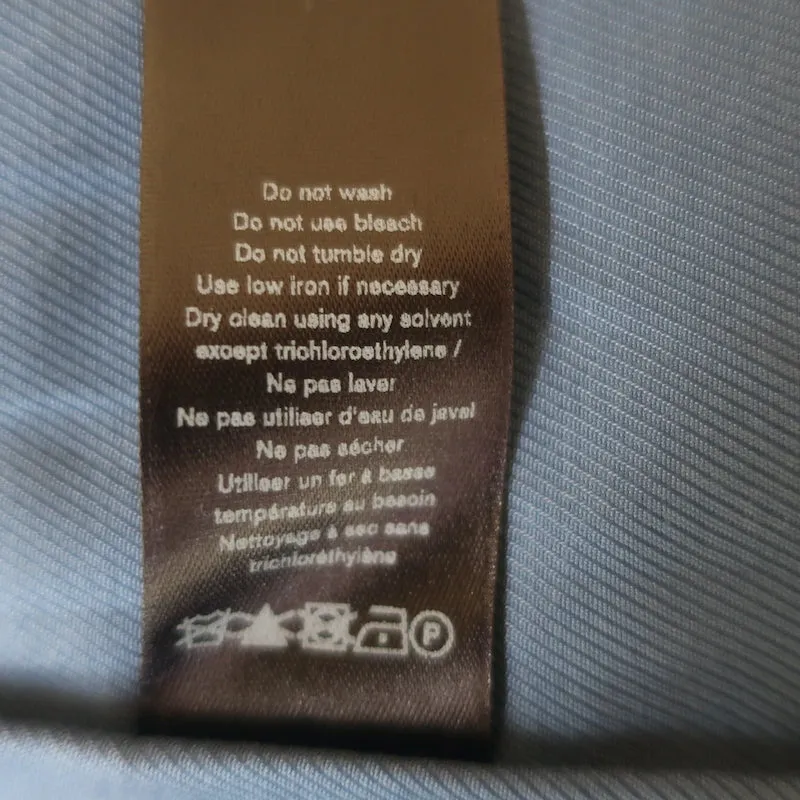 Do not wash
Do not use bleach
Do not tumble dry
Use low iron if necessary
Dry clean using any solvent
except trichloroethylene /
Ne pas laver
Ne pas utiliser d'eau de javel
Ne pas sécher
Utiliser un fer à basse
température au besoin
Nettoyage à sec sans
trichloréthylène
P